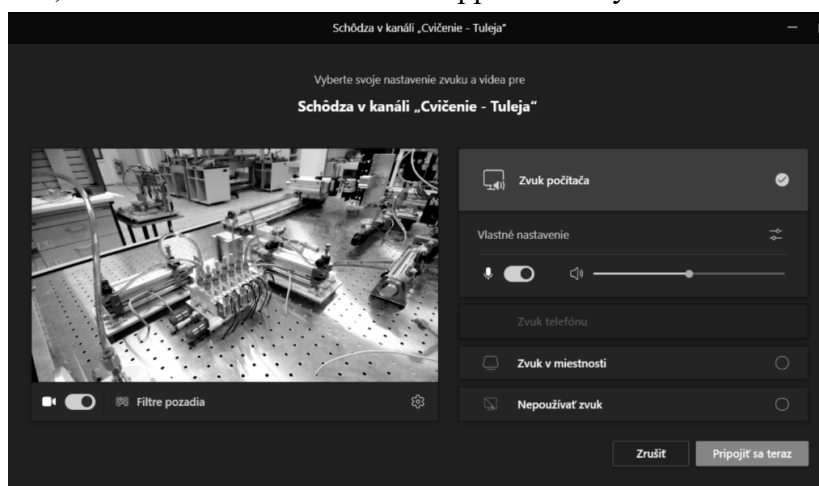 Schôdza v kanáli „Cvičenie - Tuleja“
Vyberte svoje nastavenie zvuku a videa pre
Schôdza v kanáli „Cvičenie - Tuleja“
Zvuk počítača
Vlastné nastavenie
Zvuk telefónu
Zvuk v miestnosti
Filtre pozadia
Nepoužívať zvuk
Zrušiť
Pripojiť sa teraz